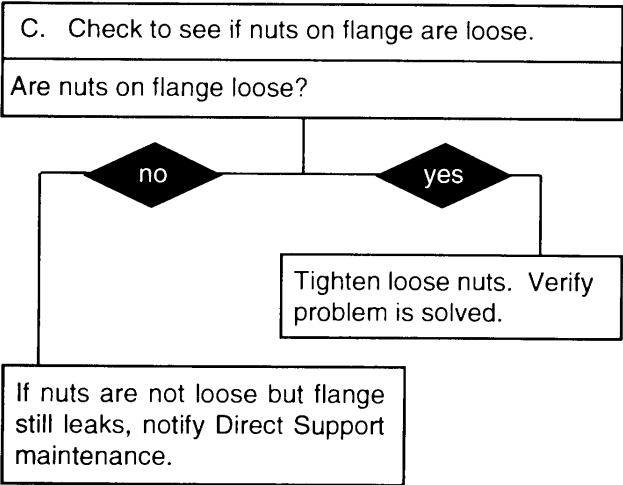 C. Check to see if nuts on flange are loose.
Are nuts on flange loose?
no
yes
Tighten loose nuts. Verify
problem is solved.
If nuts are not loose but flange
still leaks, notify Direct Support
maintenance.